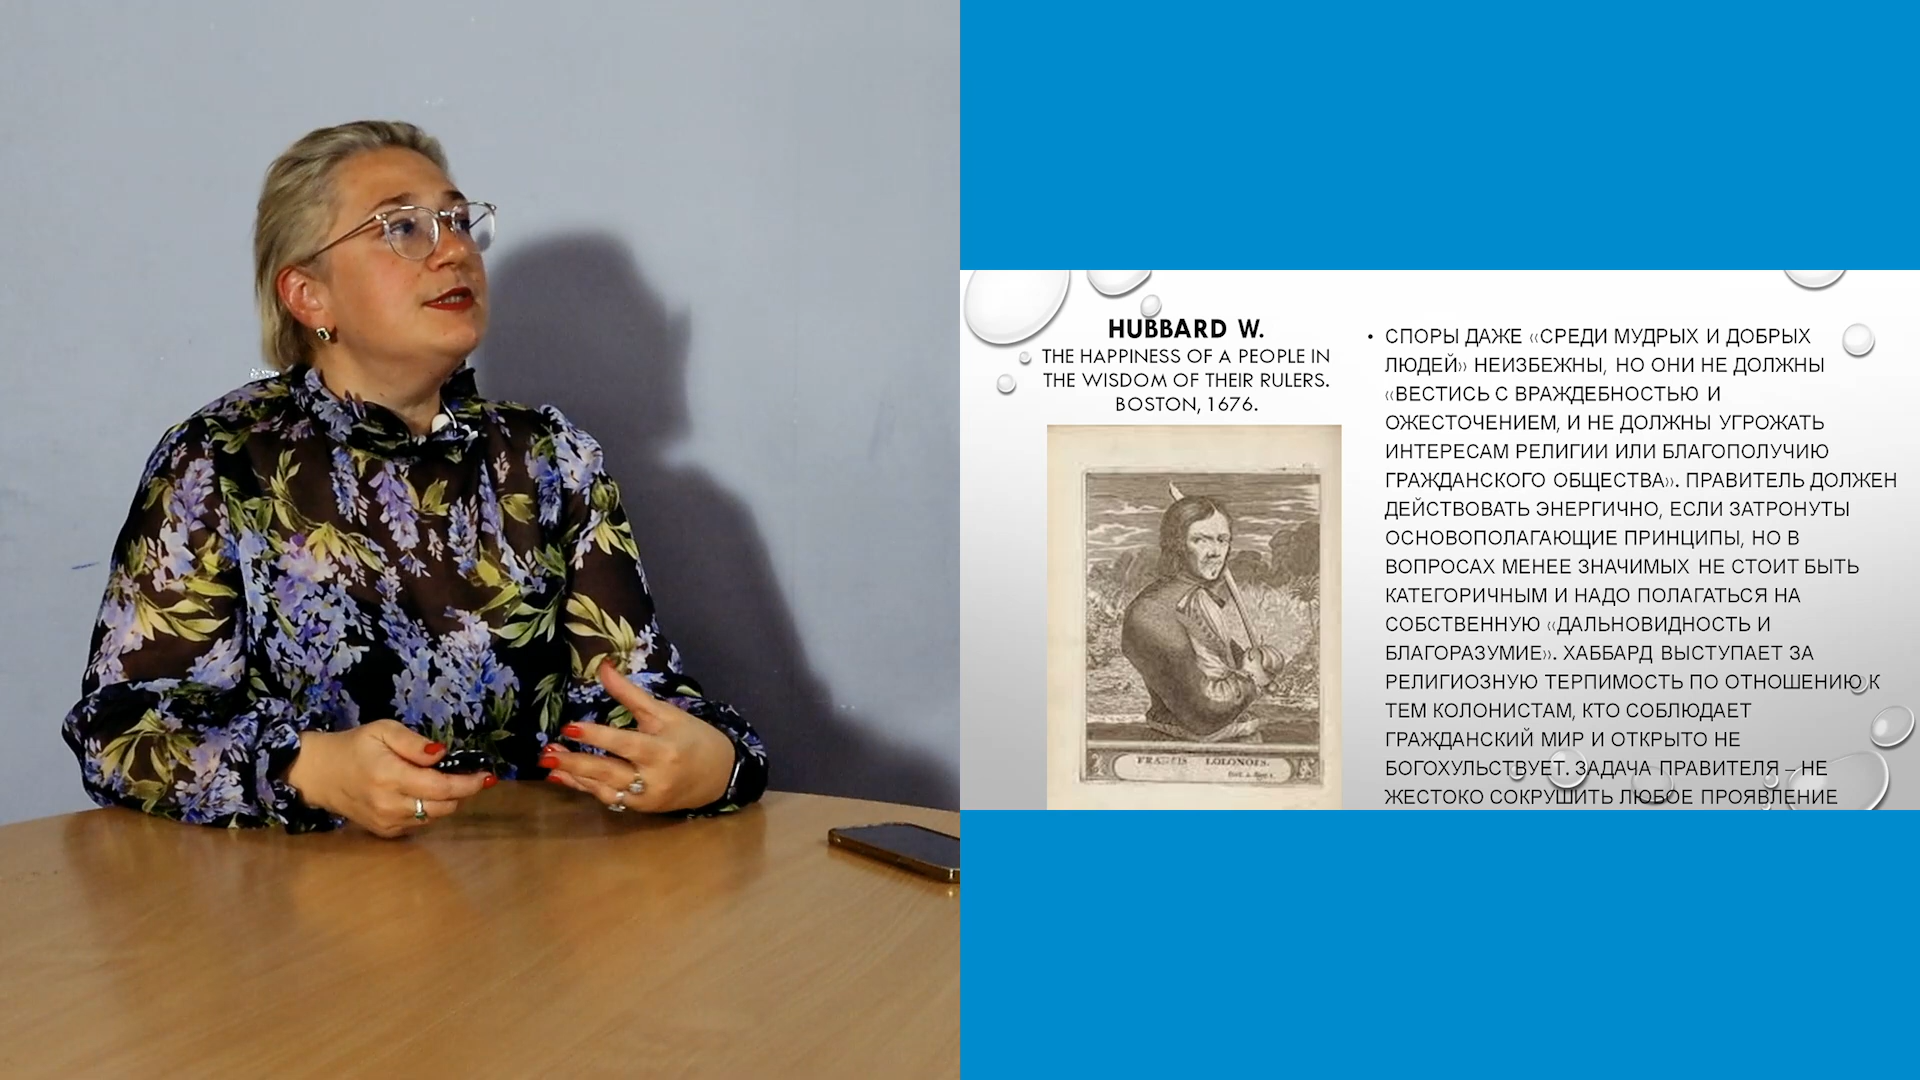 HUBBARD W.
THE HAPPINESS OF A PEOPLE IN
THE WISDOM OF THEIR RULERS.
BOSTON, 1676.
FRANCIS LOLONOIS.
• СПОРЫ ДАЖЕ «СРЕДИ МУДРЫХ И ДОБРЫХ
ЛЮДЕЙ» НЕИЗБЕЖНЫ, НО ОНИ НЕ ДОЛЖНЫ
«ВЕСТИСЬ С ВРАЖДЕБНОСТЬЮ И
ОЖЕСТОЧЕНИЕМ, И НЕ ДОЛЖНЫ УГРОЖАТЬ
ИНТЕРЕСАМ РЕЛИГИИ ИЛИ БЛАГОПОЛУЧИЮ
ГРАЖДАНСКОГО ОБЩЕСТВА». ПРАВИТЕЛЬ ДОЛЖЕН
ДЕЙСТВОВАТЬ ЭНЕРГИЧНО, ЕСЛИ ЗАТРОНУТЫ
ОСНОВОПОЛАГАЮЩИЕ ПРИНЦИПЫ, НО В
ВОПРОСАХ МЕНЕЕ ЗНАЧИМЫХ НЕ СТОИТ БЫТЬ
КАТЕГОРИЧНЫМ И НАДО ПОЛАГАТЬСЯ НА
СОБСТВЕННУЮ «ДАЛЬНОВИДНОСТЬ И
БЛАГОРАЗУМИЕ». ХАББАРД ВЫСТУПАЕТ ЗА
РЕЛИГИОЗНУЮ ТЕРПИМОСТЬ ПО ОТНОШЕНИЮ К
ТЕМ КОЛОНИСТАМ, КТО СОБЛЮДАЕТ
ГРАЖДАНСКИЙ МИР И ОТКРЫТО НЕ
БОГОХУЛЬСТВУЕТ. ЗАДАЧА ПРАВИТЕЛЯ – НЕ
ЖЕСТОКО СОКРУШИТЬ ЛЮБОЕ ПРОЯВЛЕНИЕ